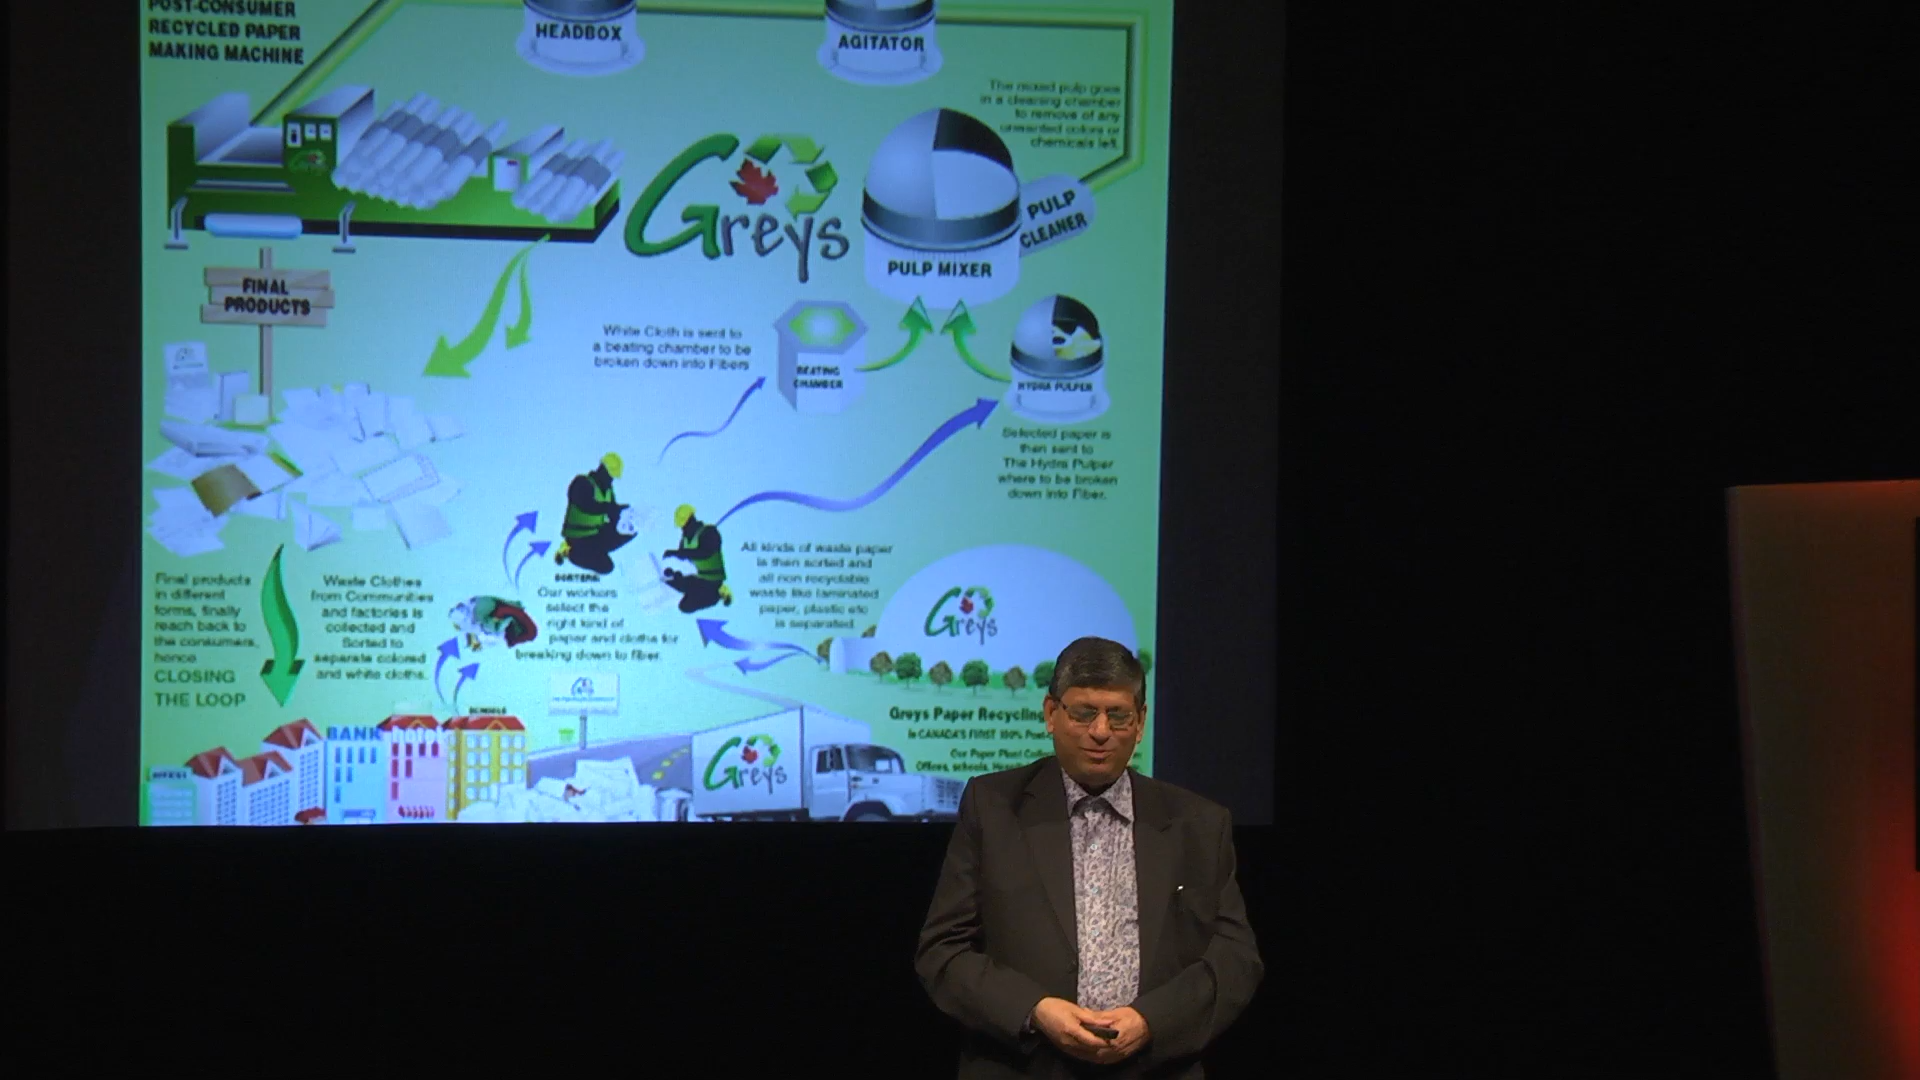 POST-CONSUMER
RECYCLED PAPER
MAKING MACHINE
HEADBOX
AGITATOR
The mixed pulp goes
in a cleaning chamber
to remove of any
unwanted colors or
chemicals left.
Greys
PULP
CLEANER
PULP MIXER
FINAL
PRODUCTS
White Cloth is sent to
a beating chamber to be
broken down into Fibers
BEATING
CHAMBER
HYDRA PULPER
Selected paper is
then sent to
The Hydra Pulper
where to be broken
down into Fiber.
Final products
in different
forms, finally
reach back to
the consumers,
hence
CLOSING
THE LOOP
Waste Clothes
from Communities
and factories is
collected and
Sorted to
separate colored
and white cloths.
SORTERS
Our workers
select the
right kind of
paper and cloths for
breaking down to fiber.
All kinds of waste paper
is then sorted and
all non recyclable
waste like laminated
paper, plastic etc
is separated
Greys
Greys Paper Recycling
is CANADA'S FIRST 100% Post-
Our Paper Plant
Offices, schools,
BANK
hotel
SCHOOLS
Greys